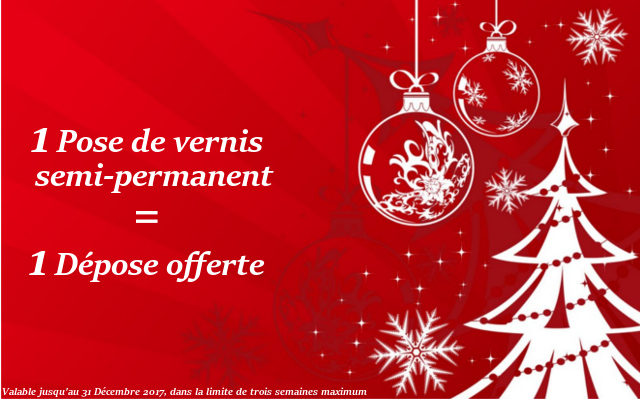 1 Pose de vernis
semi-permanent
=
1 Dépose offerte
Valable jusqu'au 31 Décembre 2017, dans la limite de trois semaines maximum